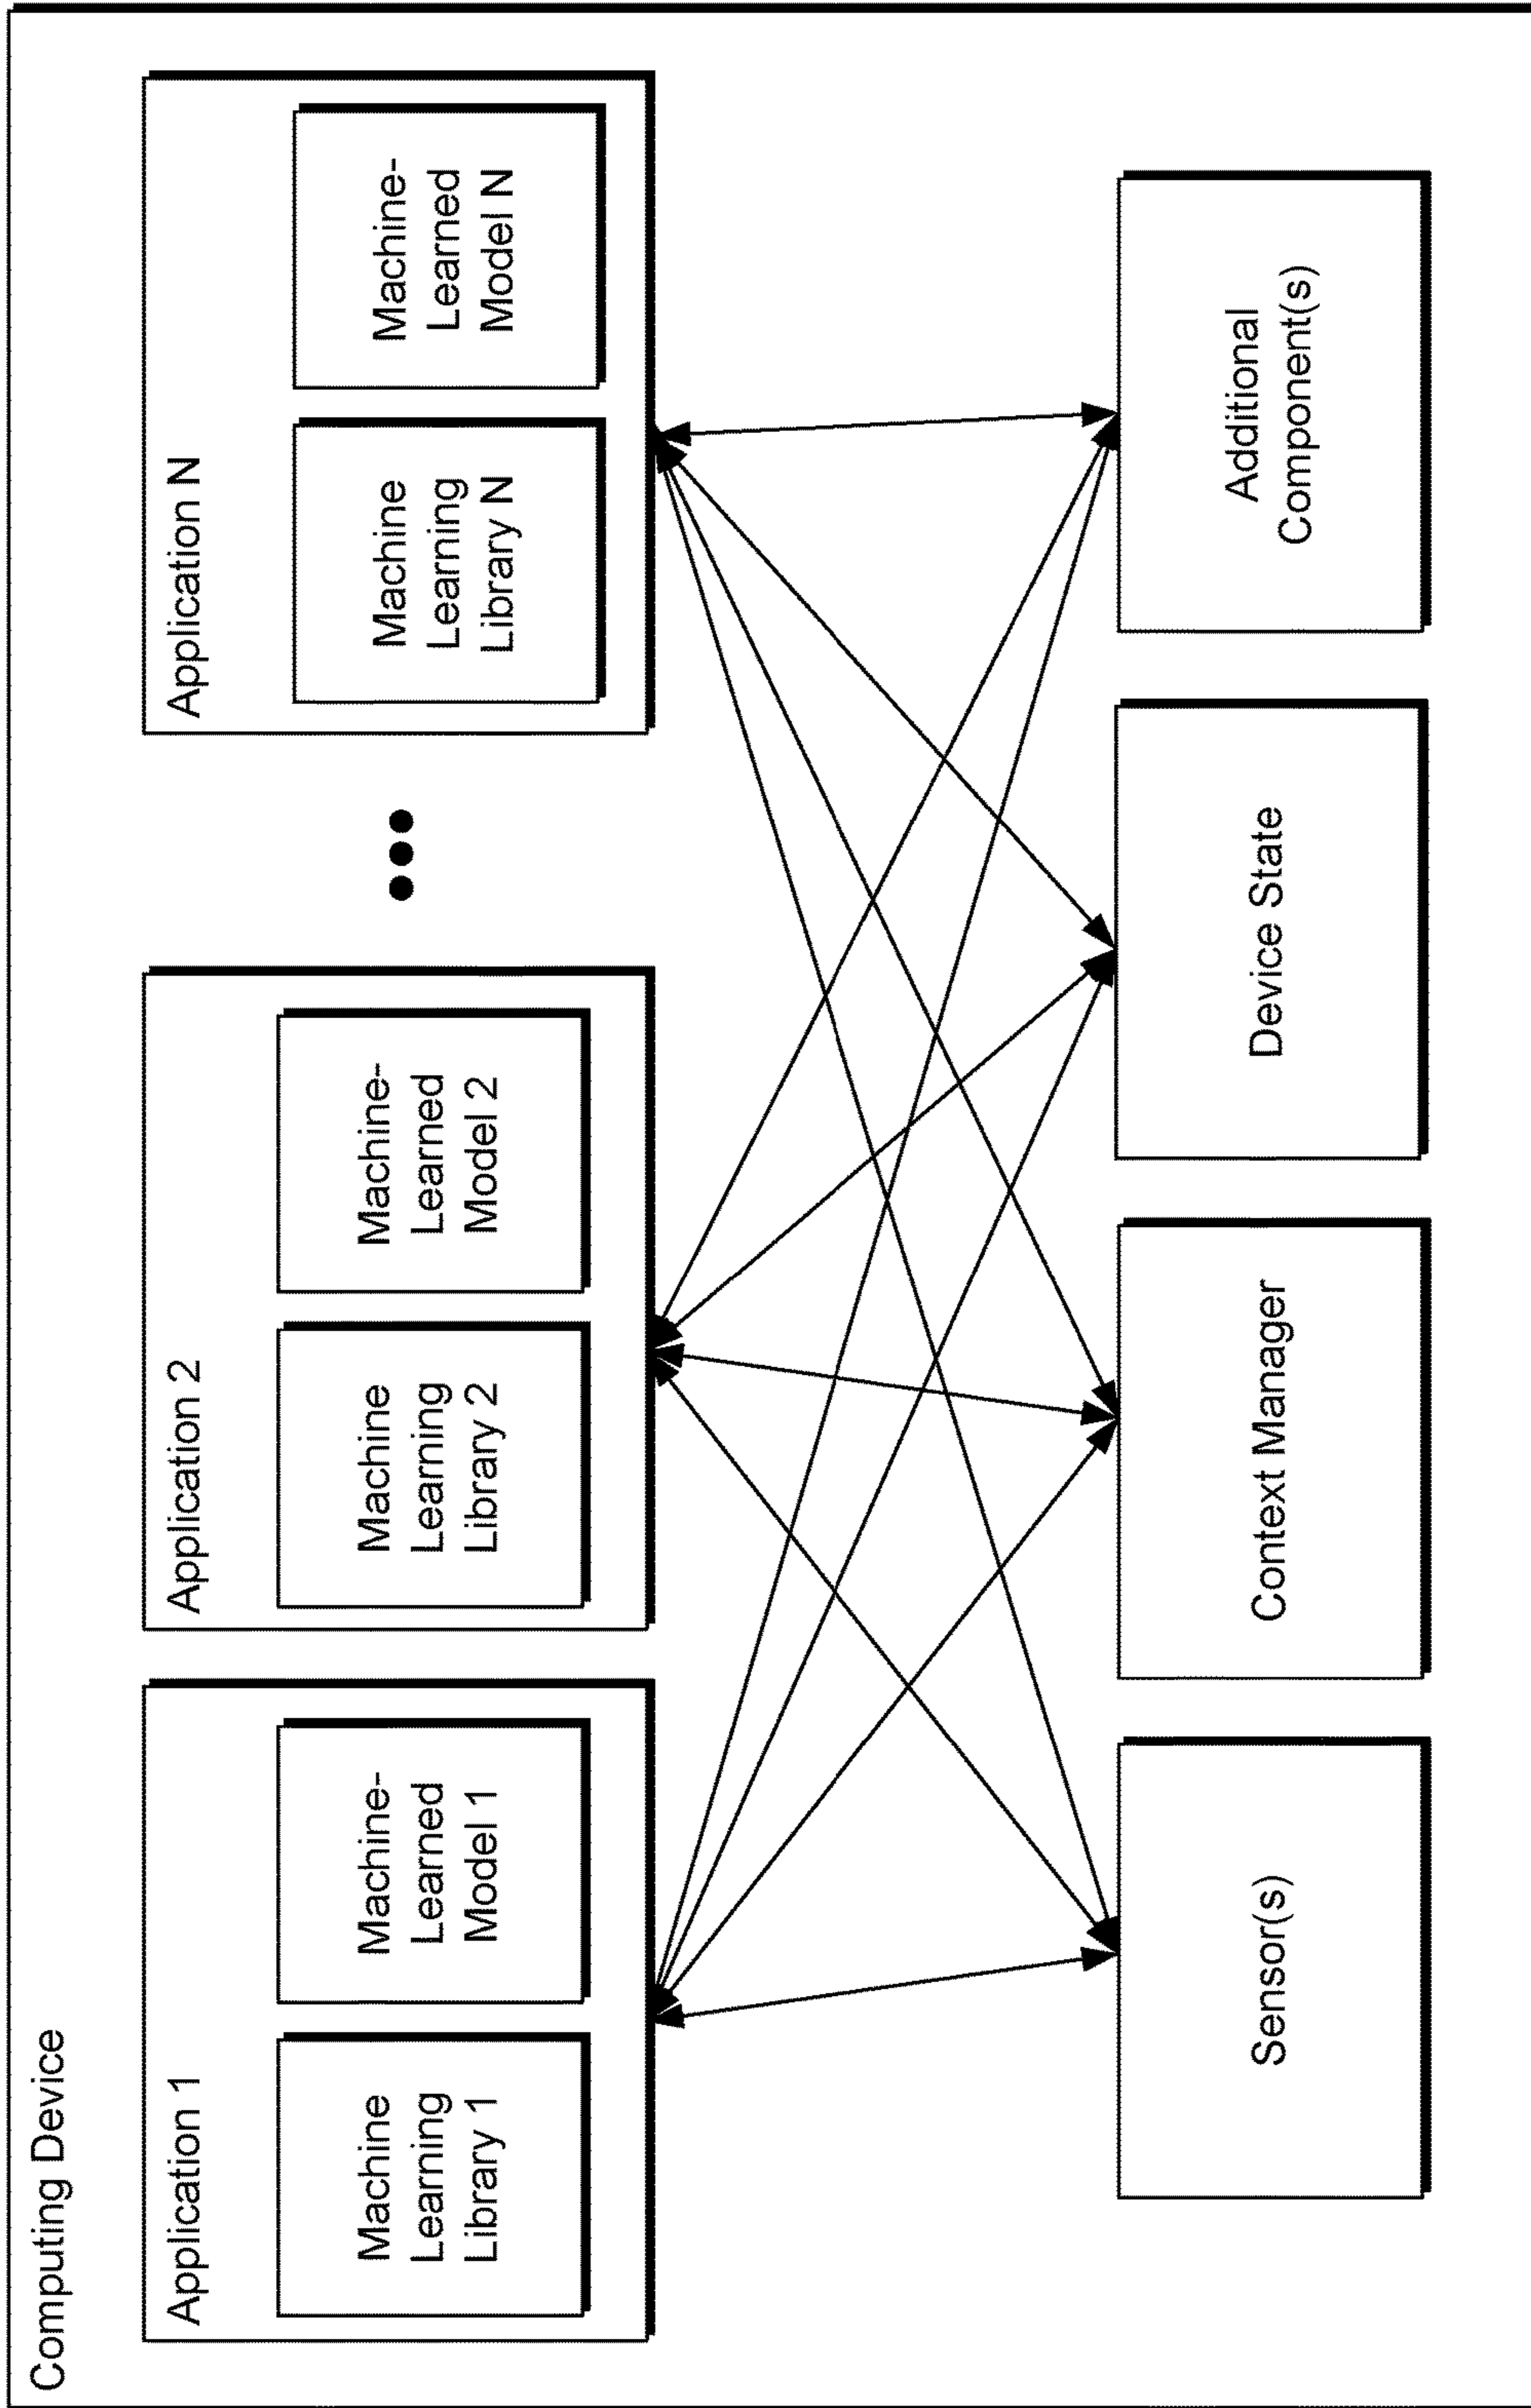 Computing Device
Application 1
Machine
Learning
Library 1
Machine-
Learned
Model 1
Application 2
Machine
Learning
Library 2
Machine-
Learned
Model 2
Application N
Machine
Learning
Library N
Machine-
Learned
Model N
Sensor(s)
Context Manager
Device State
Additional
Component(s)